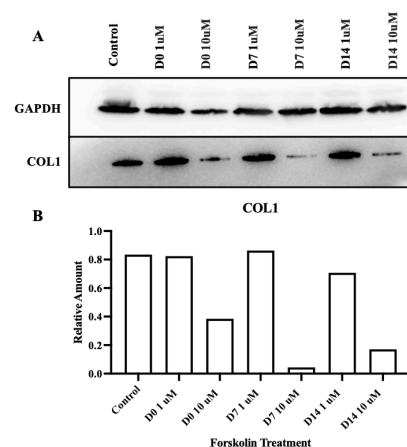 A
Control
D0 1uM
D0 10uM
D7 1uM
D7 10uM
D14 1uM
D14 10uM
GAPDH
COL1
COL1
B
Relative Amount
1.0
0.8
0.6
0.4
0.2
0.0
Control
D0 1 uM
D0 10 uM
D7 1 uM
D7 10 uM
D14 1 uM
D14 10 uM
Forskolin Treatment